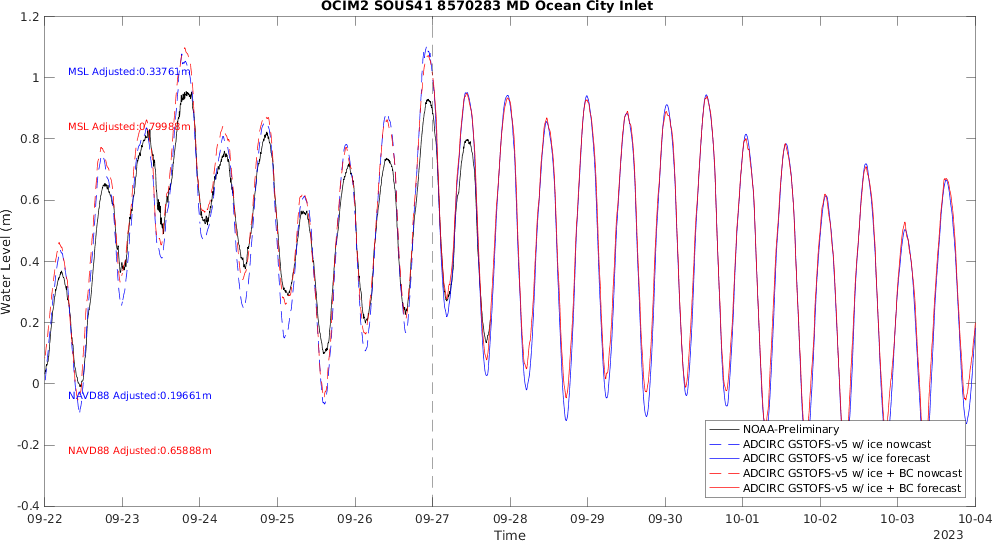 OCIM2 SOUS41 8570283 MD Ocean City Inlet
1.2
1
0.8
0.6
0.4
0.2
0
-0.2
-0.4
Water Level (m)
MSL Adjusted:0.33761m
MSL Adjusted:0.79988m
NAVD88 Adjusted:0.19661m
NAVD88 Adjusted:0.65888m
NOAA-Preliminary
ADCIRC GSTOFS-v5 w/ ice nowcast
ADCIRC GSTOFS-v5 w/ ice forecast
ADCIRC GSTOFS-v5 w/ ice + BC nowcast
ADCIRC GSTOFS-v5 w/ ice + BC forecast
09-22 09-23 09-24 09-25 09-26 09-27 09-28 09-29 09-30 10-01 10-02 10-03 10-04
Time
2023